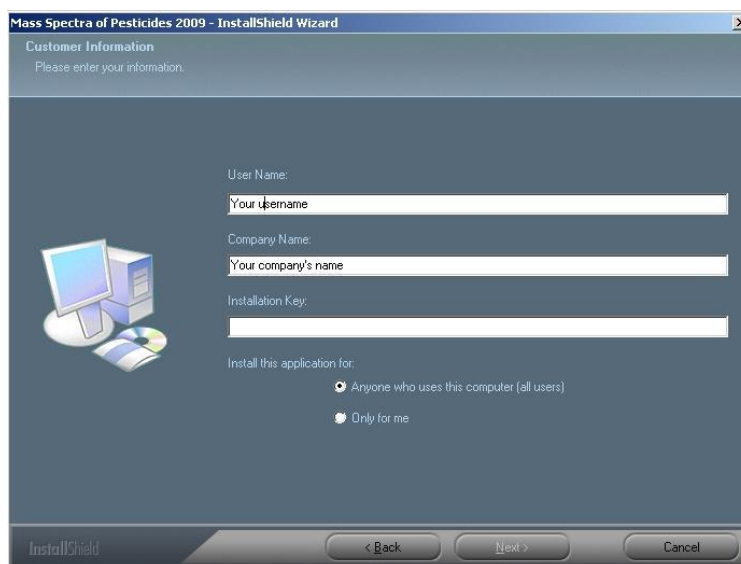 Mass Spectra of Pesticides 2009 - InstallShield Wizard
Customer Information
Please enter your information.
User Name:
Your username
Company Name:
Your company's name
Installation Key:
Install this application for:
Anyone who uses this computer (all users)
Only for me
InstallShield
< Back
Next >
Cancel